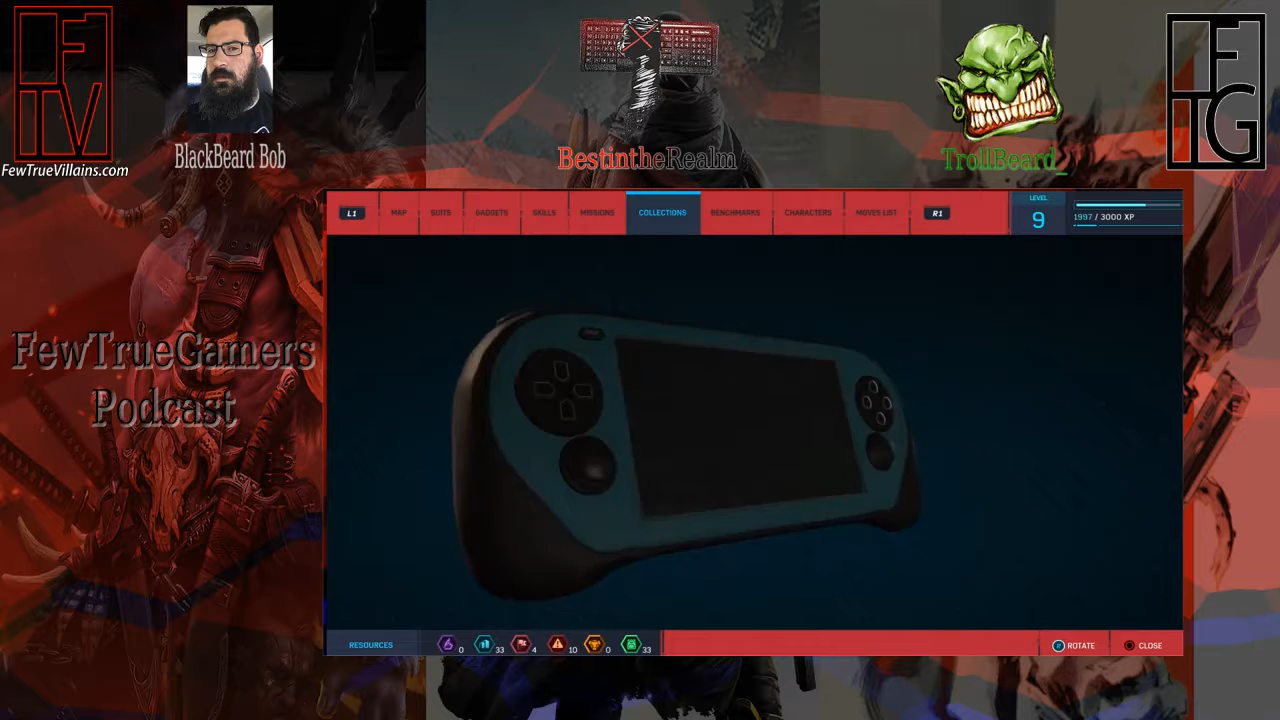 FTV
FewTrueVillains.com
BlackBeard Bob
BestintheRealm
TrollBeard_
FTG
FewTrueGamers
Podcast
L1 MAP SUITS GADGETS SKILLS MISSIONS COLLECTIONS BENCHMARKS CHARACTERS MOVES LIST R1
LEVEL
9
1997 / 3000 XP
RESOURCES 0 33 4 10 0 33
R ROTATE CLOSE